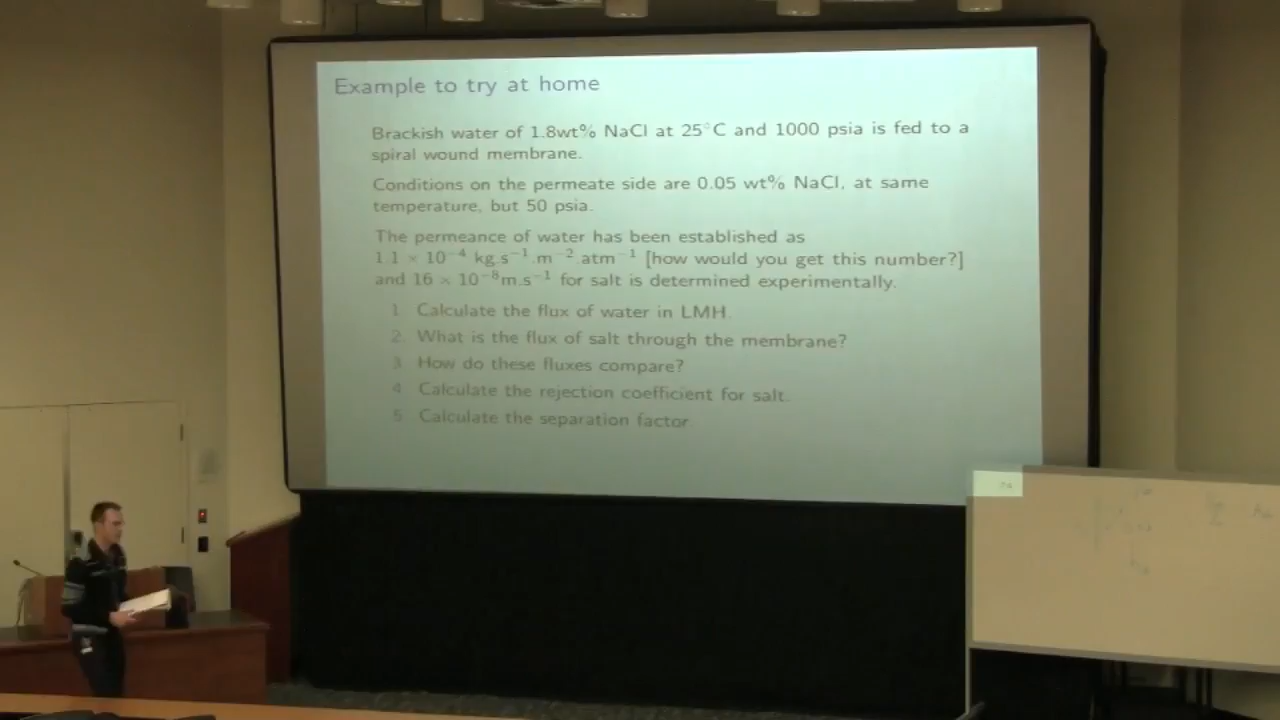 Example to try at home
Brackish water of 1.8wt% NaCl at 25°C and 1000 psia is fed to a
spiral wound membrane.
Conditions on the permeate side are 0.05 wt% NaCl, at same
temperature, but 50 psia.
The permeance of water has been established as
1.1 × 10⁻⁴ kg.s⁻¹.m⁻².atm⁻¹ [how would you get this number?]
and 16 × 10⁻⁸m.s⁻¹ for salt is determined experimentally.
1. Calculate the flux of water in LMH.
2. What is the flux of salt through the membrane?
3. How do these fluxes compare?
4. Calculate the rejection coefficient for salt.
5. Calculate the separation factor